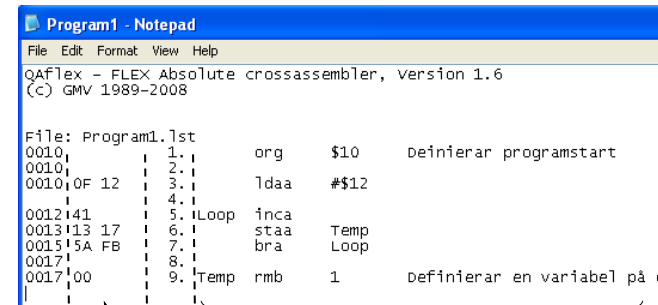 Program1 - Notepad
File Edit Format View Help
QAflex - FLEX Absolute crossassembler, Version 1.6
(c) GMV 1989-2008
File: Program1.lst
0010 1. org $10 Deinierar programstart
0010 2.
0010 0F 12 3. ldaa #$12
4.
0012 41 5. Loop inca
0013 13 17 6. staa Temp
0015 5A FB 7. bra Loop
0017 8.
0017 00 9. Temp rmb 1 Definierar en variabel på